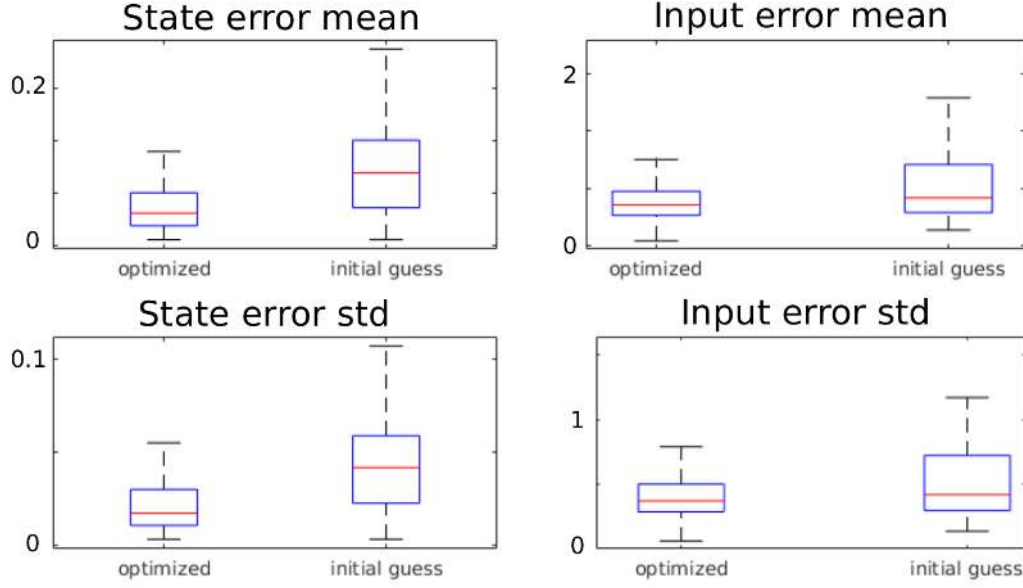 State error mean
0.2
0
optimized initial guess
Input error mean
2
0
optimized initial guess
State error std
0.1
0
optimized initial guess
Input error std
1
0
optimized initial guess